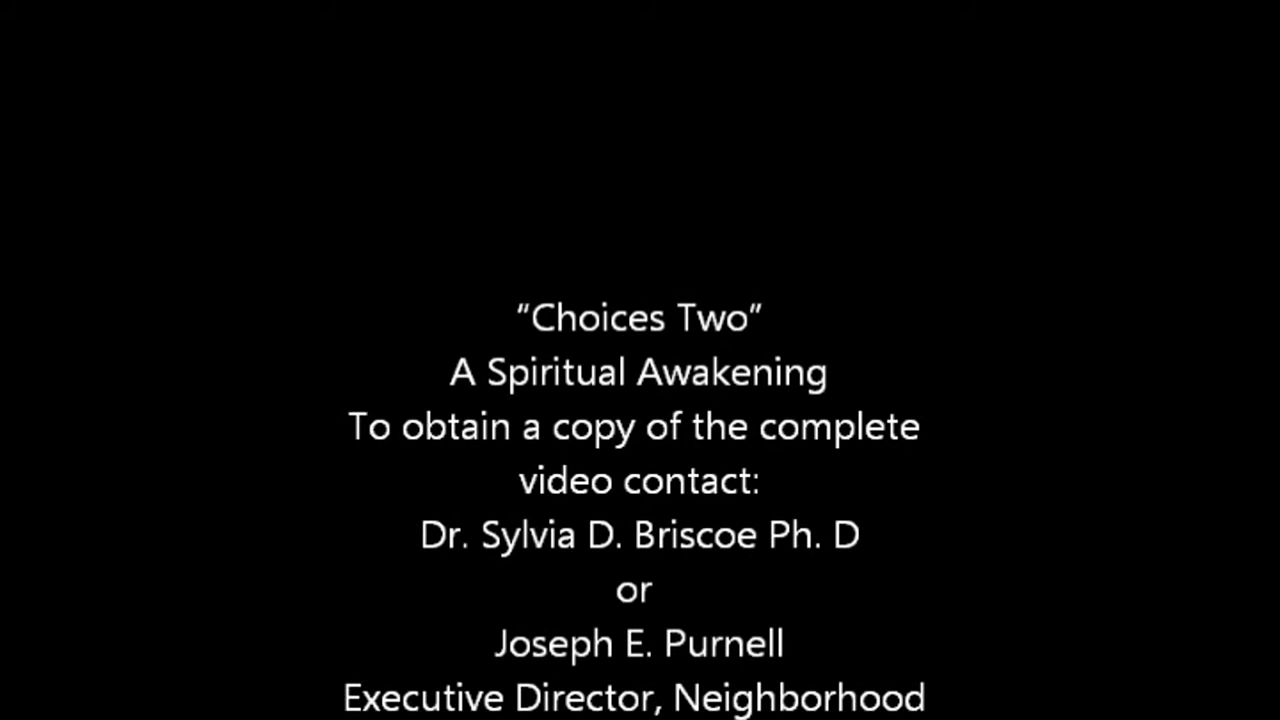 “Choices Two”
A Spiritual Awakening
To obtain a copy of the complete
video contact:
Dr. Sylvia D. Briscoe Ph. D
or
Joseph E. Purnell
Executive Director, Neighborhood